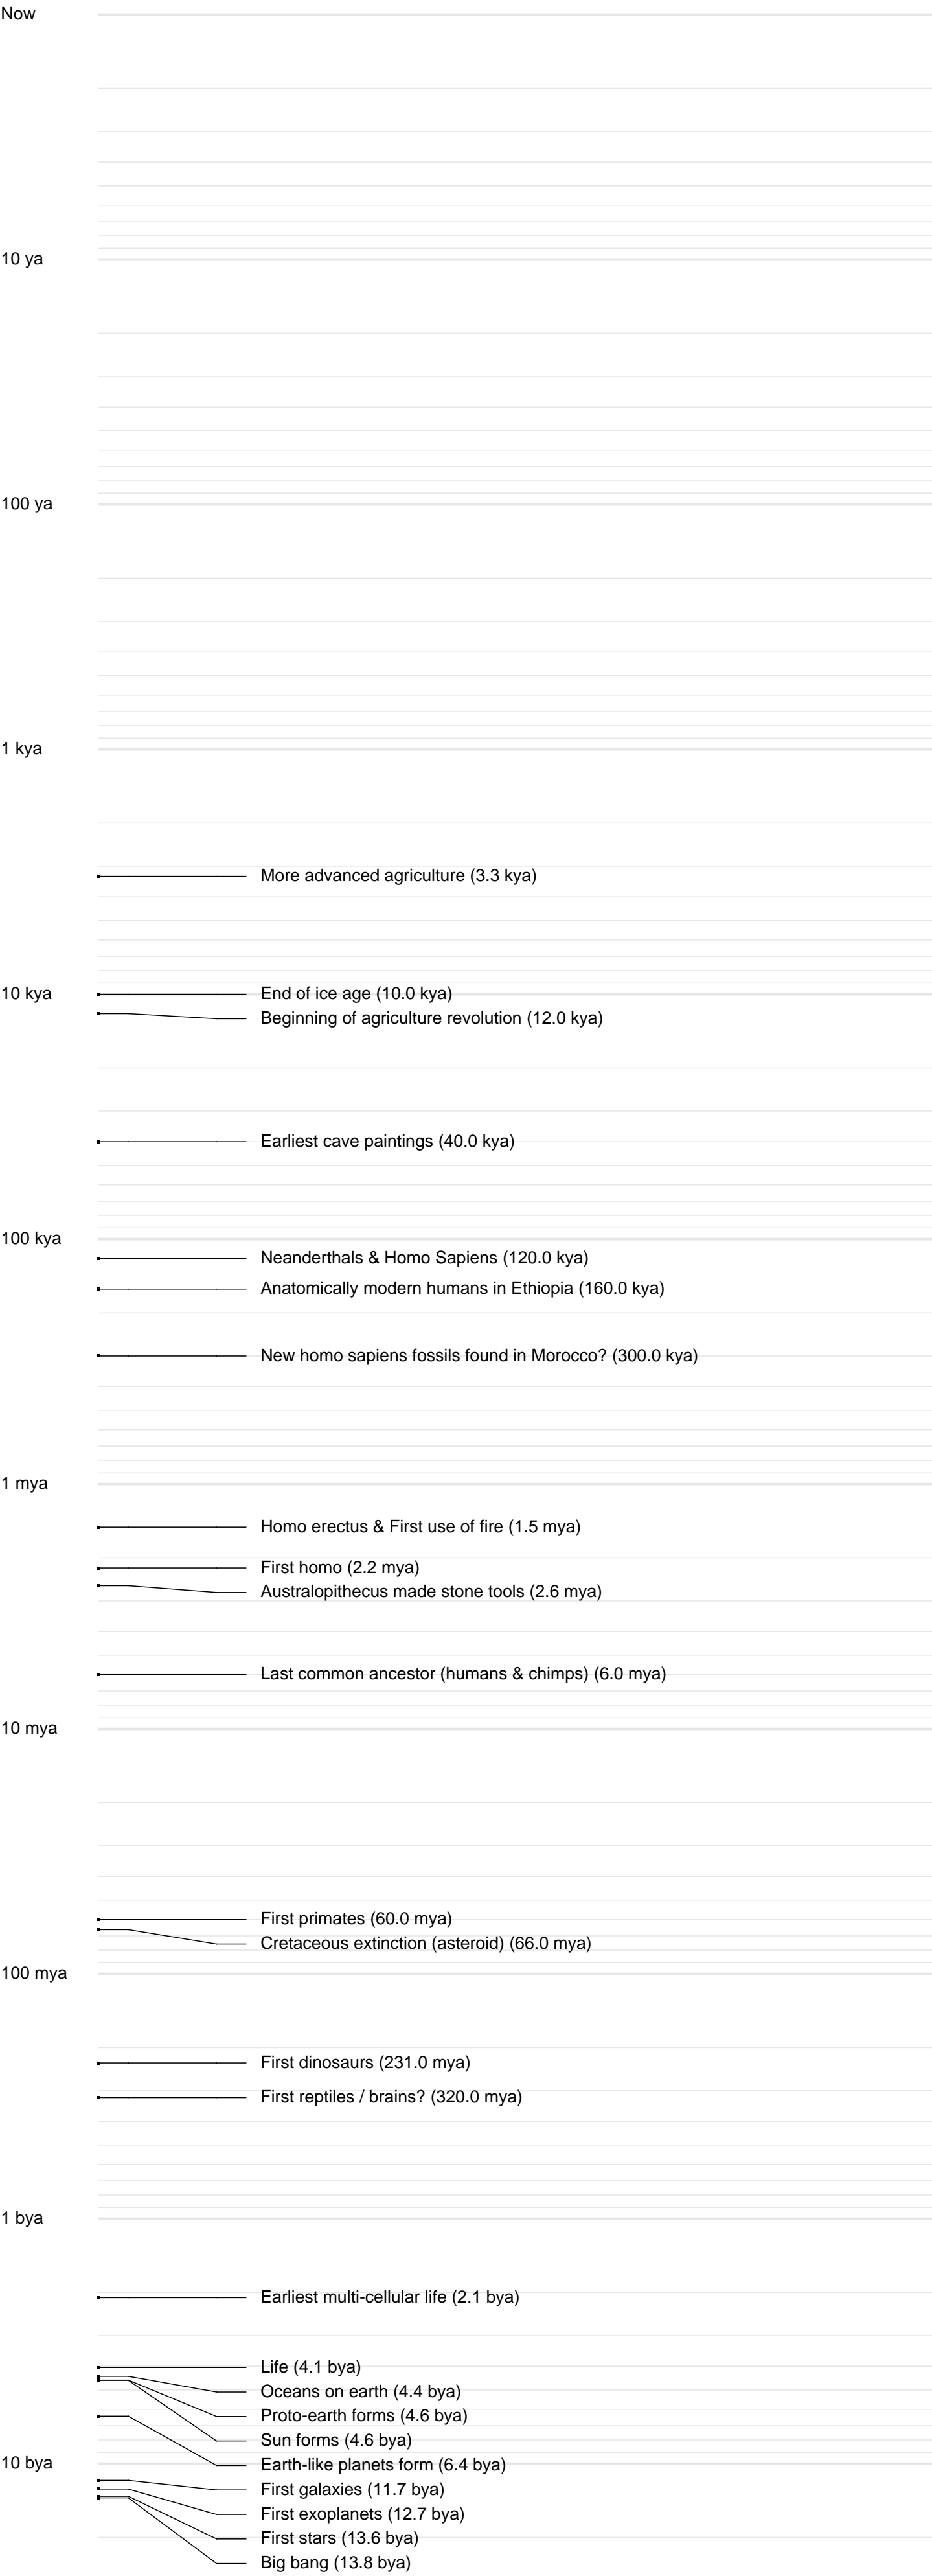 Now
10 ya
100 ya
1 kya
More advanced agriculture (3.3 kya)
10 kya
End of ice age (10.0 kya)
Beginning of agriculture revolution (12.0 kya)
Earliest cave paintings (40.0 kya)
100 kya
Neanderthals & Homo Sapiens (120.0 kya)
Anatomically modern humans in Ethiopia (160.0 kya)
New homo sapiens fossils found in Morocco? (300.0 kya)
1 mya
Homo erectus & First use of fire (1.5 mya)
First homo (2.2 mya)
Australopithecus made stone tools (2.6 mya)
Last common ancestor (humans & chimps) (6.0 mya)
10 mya
First primates (60.0 mya)
Cretaceous extinction (asteroid) (66.0 mya)
100 mya
First dinosaurs (231.0 mya)
First reptiles / brains? (320.0 mya)
1 bya
Earliest multi-cellular life (2.1 bya)
Life (4.1 bya)
Oceans on earth (4.4 bya)
Proto-earth forms (4.6 bya)
Sun forms (4.6 bya)
10 bya
Earth-like planets form (6.4 bya)
First galaxies (11.7 bya)
First exoplanets (12.7 bya)
First stars (13.6 bya)
Big bang (13.8 bya)